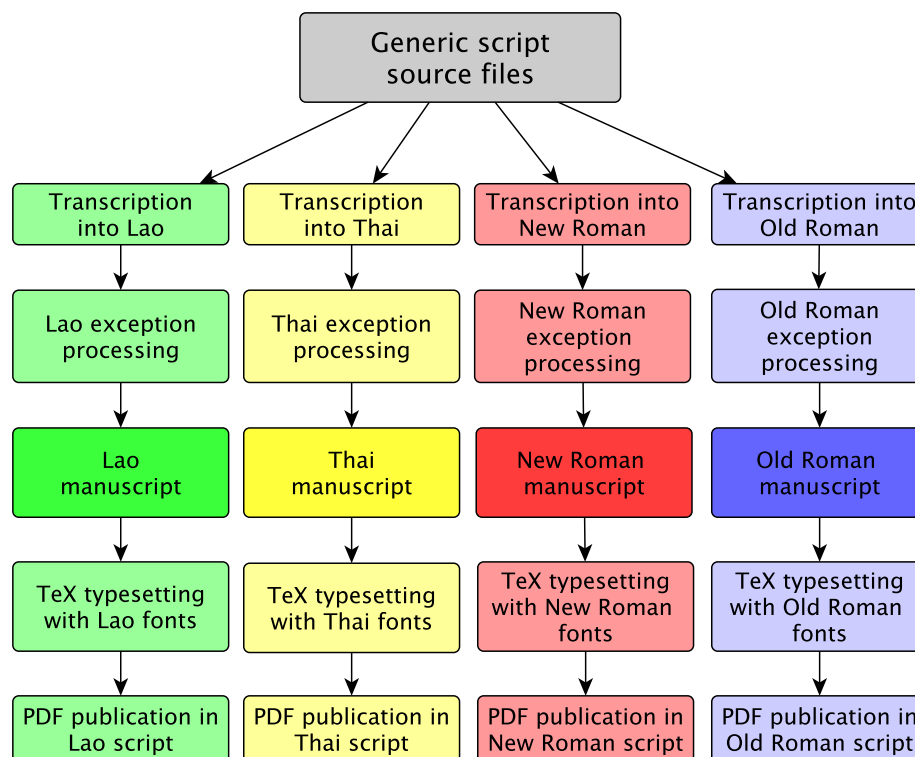 Generic script
source files
Transcription
into Lao
Transcription
into Thai
Transcription into
New Roman
Transcription into
Old Roman
Lao exception
processing
Thai exception
processing
New Roman
exception
processing
Old Roman
exception
processing
Lao
manuscript
Thai
manuscript
New Roman
manuscript
Old Roman
manuscript
TeX typesetting
with Lao fonts
TeX typesetting
with Thai fonts
TeX typesetting
with New Roman
fonts
TeX typesetting
with Old Roman
fonts
PDF publication in
Lao script
PDF publication in
Thai script
PDF publication in
New Roman script
PDF publication in
Old Roman script